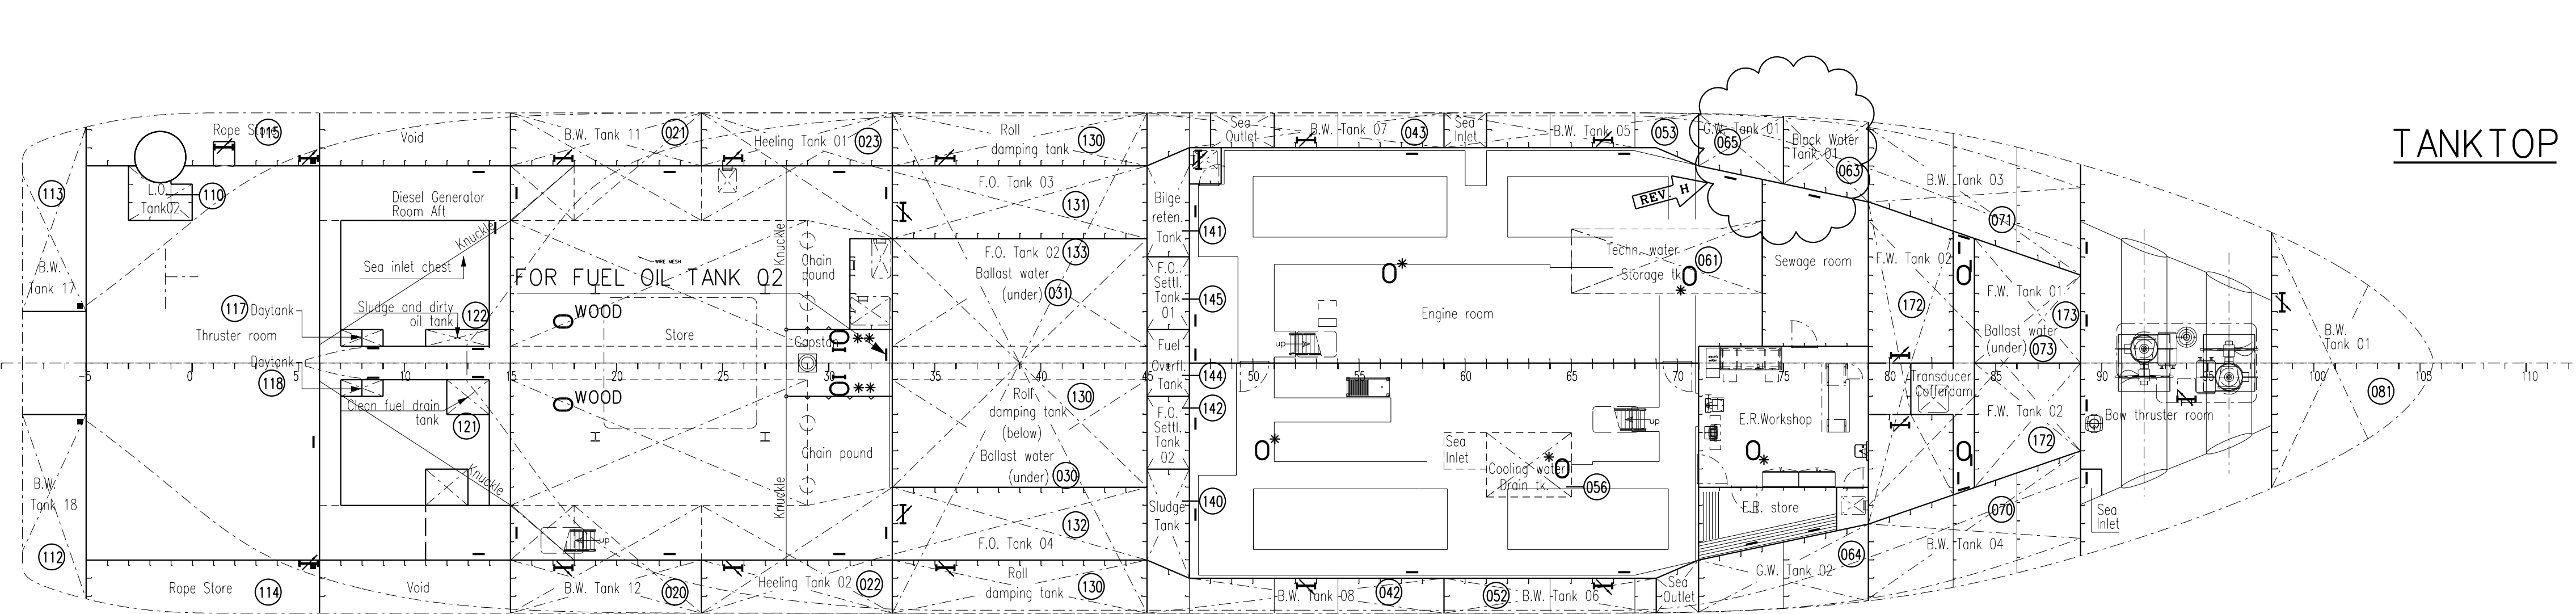 TANKTOP
Rope Store
115
Void
B.W. Tank 11
021
Heeling Tank 01
023
Roll
damping tank
130
Sea
Outlet
B.W. Tank 07
043
Sea
Inlet
B.W. Tank 05
053
G.W. Tank 01
065
Black Water
Tank 01
063
113
L.O.
Tank02
110
Diesel Generator
Room Aft
Knuckle
F.O. Tank 03
131
Bilge
reten.
Tank
141
REV. H
B.W. Tank 03
071
B.W.
Tank 17
117
Sea inlet chest
WIRE MESH
FOR FUEL OIL TANK 02
Knuckle
Chain
pound
F.O. Tank 02
133
Ballast water
(under)
031
F.O.
Settl.
Tank
01
145
Techn. water
Storage tk.
061
Sewage room
F.W. Tank 02
172
F.W. Tank 01
173
Daytank
Sludge and dirty
oil tank
122
Thruster room
WOOD
Store
Capstan
**
Engine room
up
Ballast water
(under)
073
B.W.
Tank 01
Fuel
Overfl.
Tank
144
Daytank
118
-5
0
5
10
15
20
25
30
35
40
45
50
55
60
65
70
75
80
85
90
95
100
105
110
081
Clean fuel drain
tank
121
WOOD
**
Roll
damping tank
(below)
130
142
F.O.
Settl.
Tank
02
up
E.R.Workshop
Transducer
Cofferdam
F.W. Tank 02
172
Bow thruster room
B.W.
Tank 18
Knuckle
Knuckle
Chain pound
Ballast water
(under)
030
Sea
Inlet
Cooling water
Drain tk.
056
Sludge
Tank
140
E.R. store
070
Sea
Inlet
112
up
F.O. Tank 04
132
064
B.W. Tank 04
Rope Store
114
Void
B.W. Tank 12
020
Heeling Tank 02
022
Roll
damping tank
130
B.W. Tank 08
042
052
B.W. Tank 06
Sea
Outlet
G.W. Tank 02